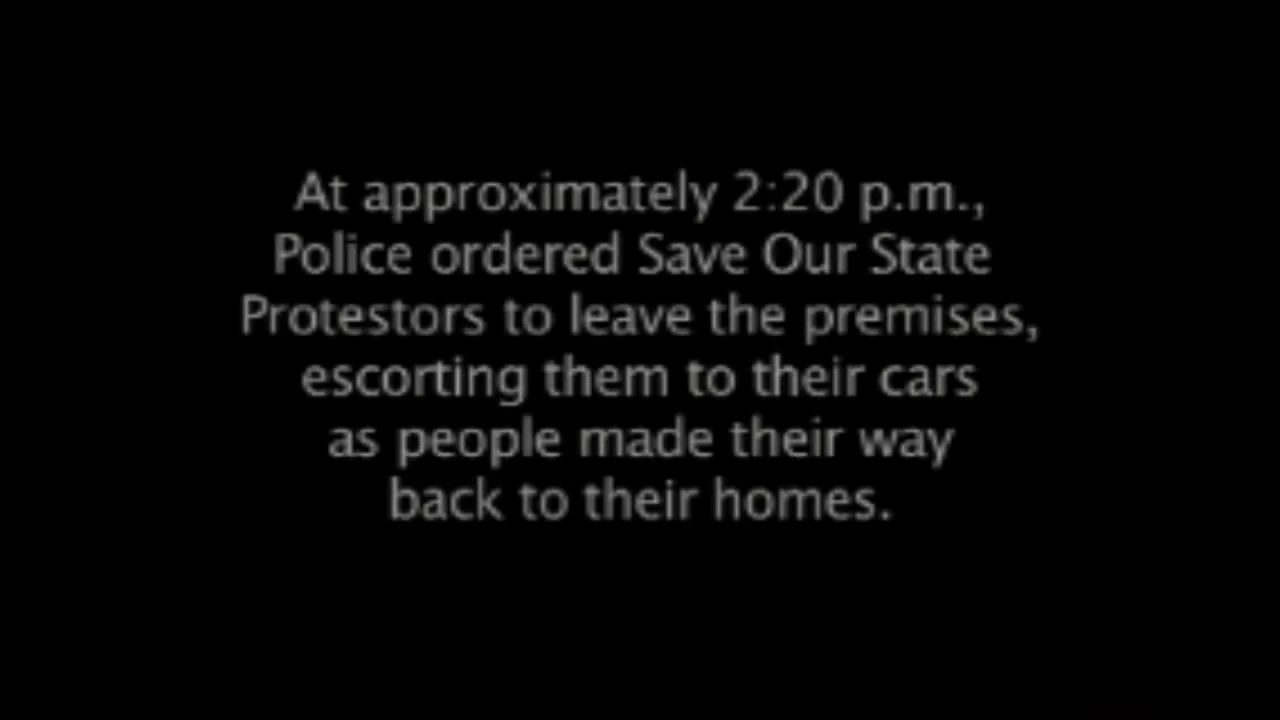 At approximately 2:20 p.m.,
Police ordered Save Our State
Protestors to leave the premises,
escorting them to their cars
as people made their way
back to their homes.